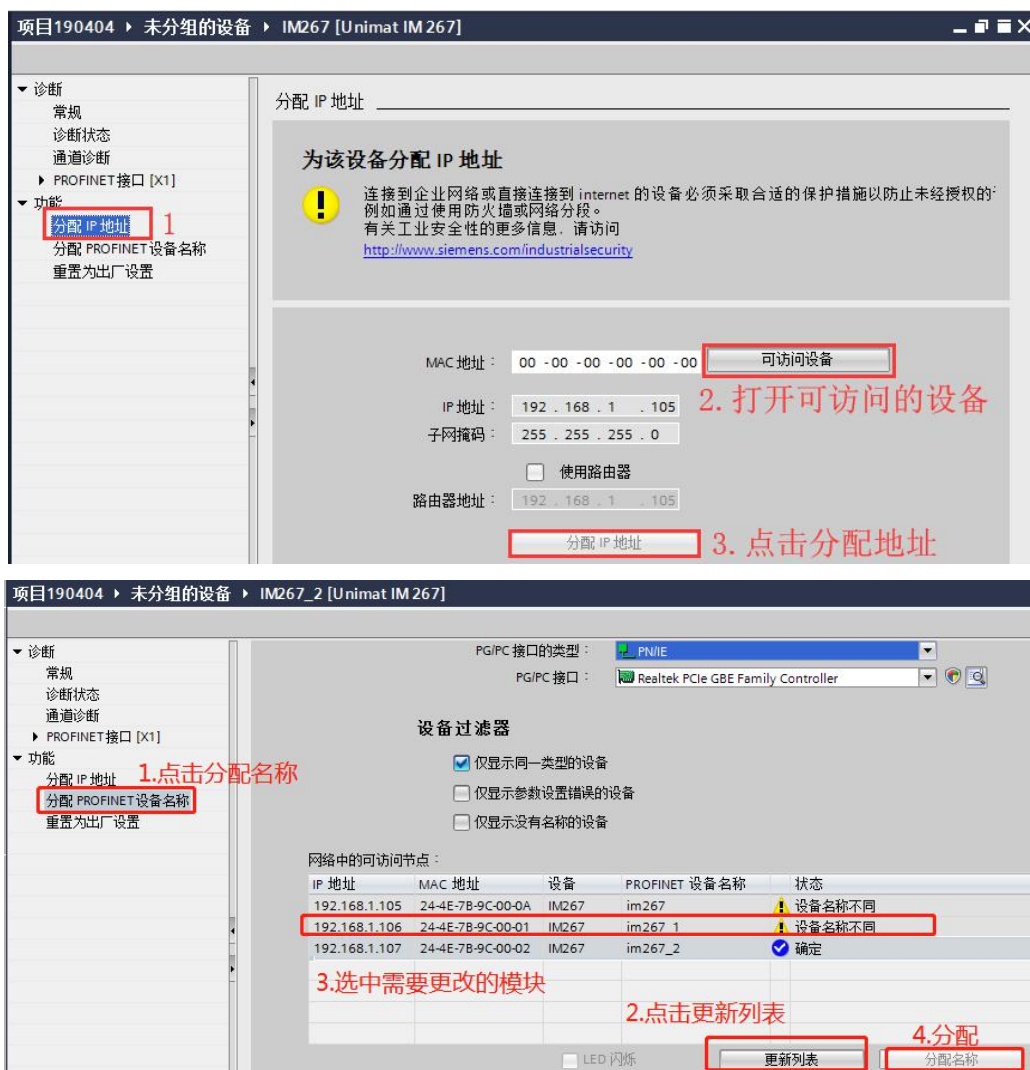 项目190404 ▸ 未分组的设备 ▸ IM267 [Unimat IM 267]
诊断
常规
诊断状态
通道诊断
PROFINET接口 [X1]
功能
分配 IP 地址
1
分配 PROFINET 设备名称
重置为出厂设置
分配 IP 地址
为该设备分配 IP 地址
连接到企业网络或直接连接到 internet 的设备必须采取合适的保护措施以防止未经授权的
例如通过使用防火墙或网络分段。
有关工业安全性的更多信息，请访问
http://www.siemens.com/industrialsecurity
MAC 地址： 00 -00 -00 -00 -00 -00 可访问设备
2.打开可访问的设备
IP 地址： 192 . 168 . 1 . 105
子网掩码： 255 . 255 . 255 . 0
使用路由器
路由器地址： 192 . 168 . 1 . 105
分配 IP 地址 3.点击分配地址
项目190404 ▸ 未分组的设备 ▸ IM267_2 [Unimat IM 267]
诊断
常规
诊断状态
通道诊断
PROFINET接口 [X1]
功能
分配 IP 地址
1.点击分配名称
分配 PROFINET 设备名称
重置为出厂设置
PG/PC 接口的类型： PN/IE
PG/PC 接口： Realtek PCIe GBE Family Controller
设备过滤器
仅显示同一类型的设备
仅显示参数设置错误的设备
仅显示没有名称的设备
网络中的可访问节点：
IP 地址 MAC 地址 设备 PROFINET 设备名称 状态
192.168.1.105 24-4E-7B-9C-00-0A IM267 im267 设备名称不同
192.168.1.106 24-4E-7B-9C-00-01 IM267 im267_1 设备名称不同
192.168.1.107 24-4E-7B-9C-00-02 IM267 im267_2 确定
3.选中需要更改的模块
2.点击更新列表
4.分配
LED 闪烁 更新列表 分配名称